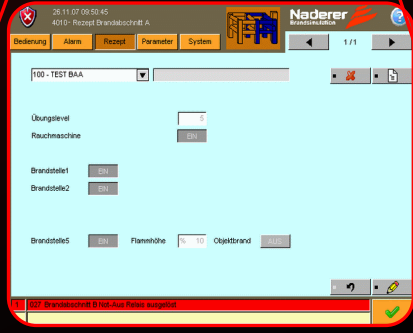 26.11.07 09:50:45
4010- Rezept Brandabschnitt A
Naderer
Brandsimulation
Bedienung Alarm Rezept Parameter System 1/1
100 - TEST BAA
Übungslevel 5
Rauchmaschine EIN
Brandstelle1 EIN
Brandstelle2 EIN
Brandstelle5 EIN Flammhöhe % 10 Objektbrand AUS
1 027: Brandabschnitt B Not-Aus Relais ausgelöst